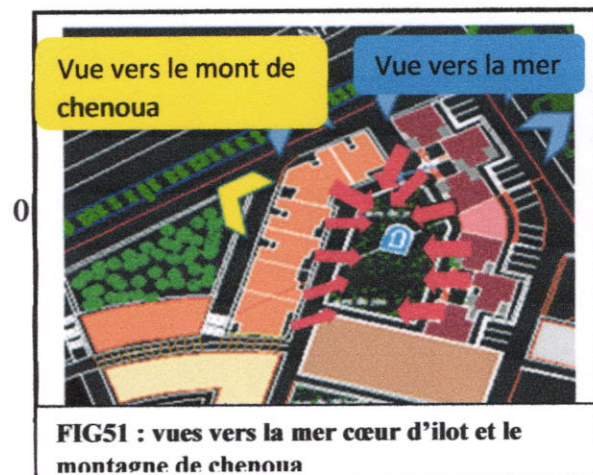 Vue vers le mont de
chenoua
Vue vers la mer
0
FIG51 : vues vers la mer cœur d'ilot et le
montagne de chenoua